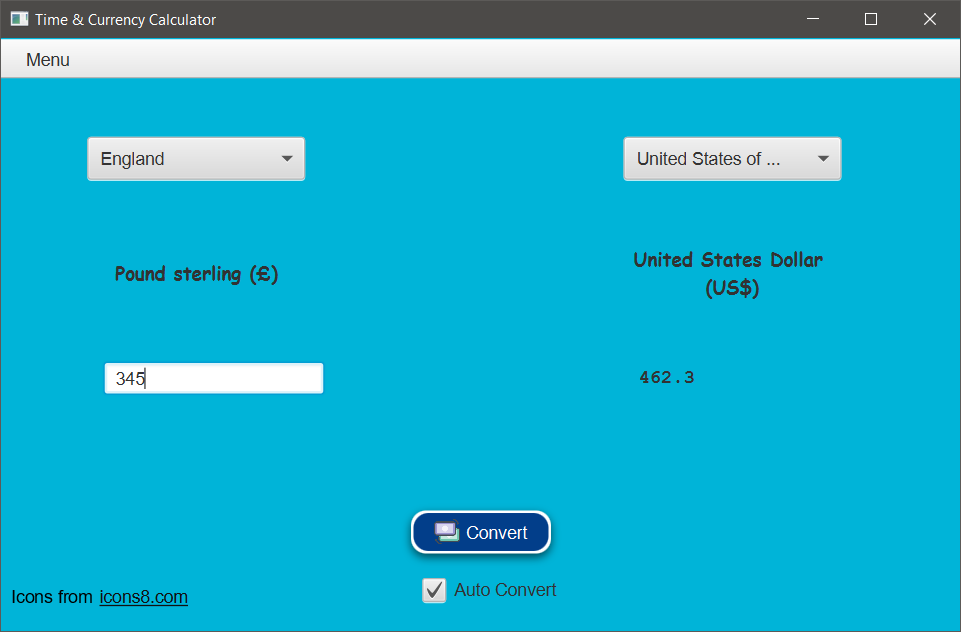 Time & Currency Calculator
Menu
England
United States of ...
Pound sterling (£)
United States Dollar
(US$)
345
462.3
Convert
Auto Convert
Icons from icons8.com